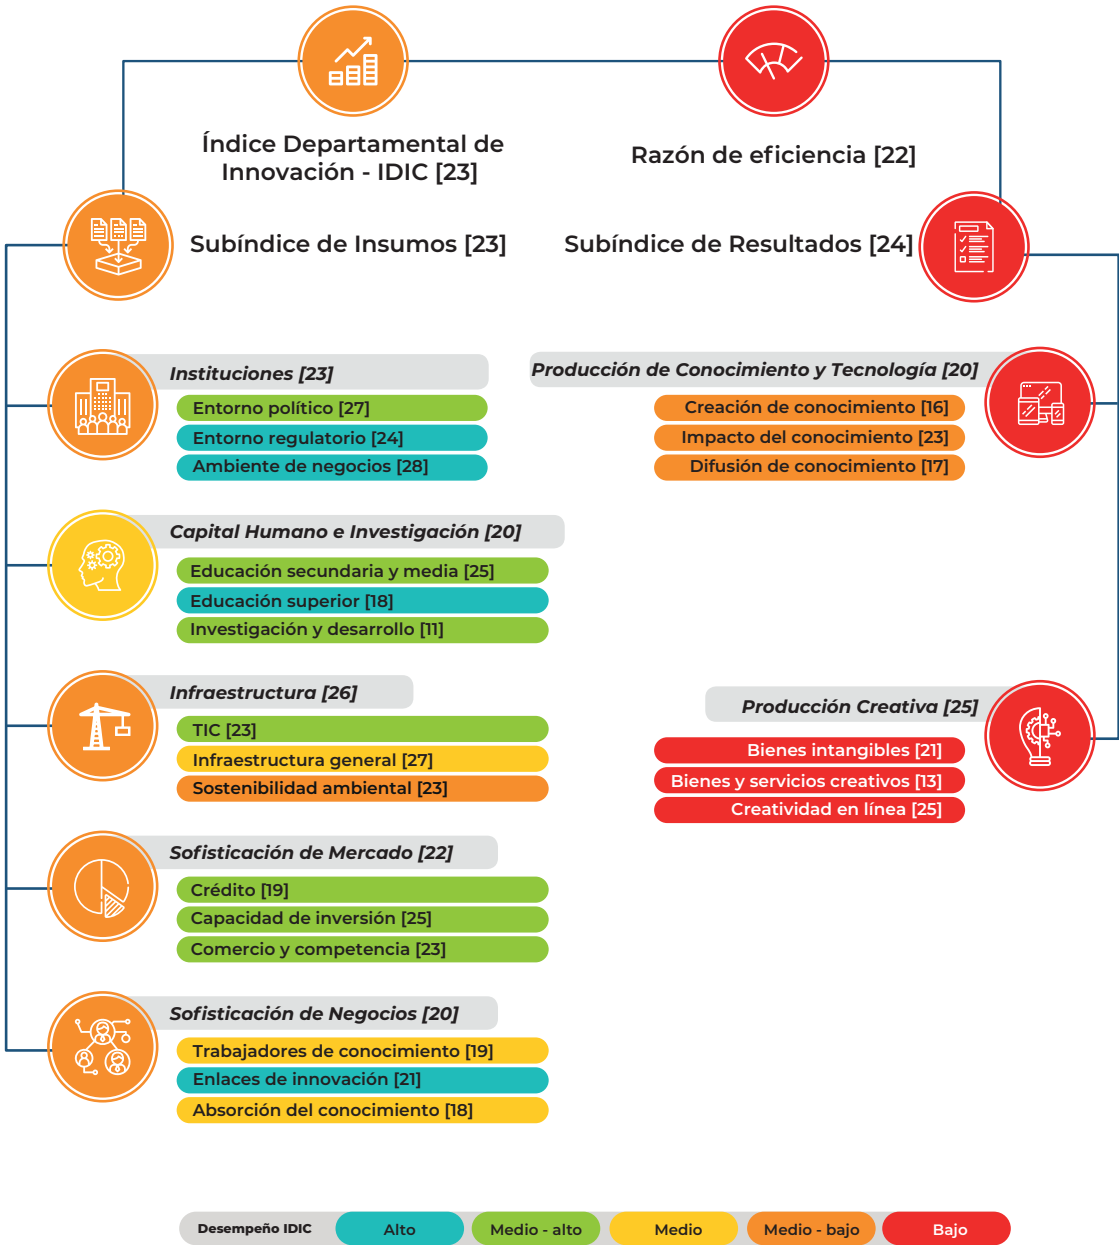 Índice Departamental de
Innovación - IDIC [23]
Razón de eficiencia [22]
Subíndice de Insumos [23]
Subíndice de Resultados [24]
Instituciones [23]
Entorno político [27]
Entorno regulatorio [24]
Ambiente de negocios [28]
Capital Humano e Investigación [20]
Educación secundaria y media [25]
Educación superior [18]
Investigación y desarrollo [11]
Infraestructura [26]
TIC [23]
Infraestructura general [27]
Sostenibilidad ambiental [23]
Sofisticación de Mercado [22]
Crédito [19]
Capacidad de inversión [25]
Comercio y competencia [23]
Sofisticación de Negocios [20]
Trabajadores de conocimiento [19]
Enlaces de innovación [21]
Absorción del conocimiento [18]
Producción de Conocimiento y Tecnología [20]
Creación de conocimiento [16]
Impacto del conocimiento [23]
Difusión de conocimiento [17]
Producción Creativa [25]
Bienes intangibles [21]
Bienes y servicios creativos [13]
Creatividad en línea [25]
Desempeño IDIC
Alto
Medio - alto
Medio
Medio - bajo
Bajo